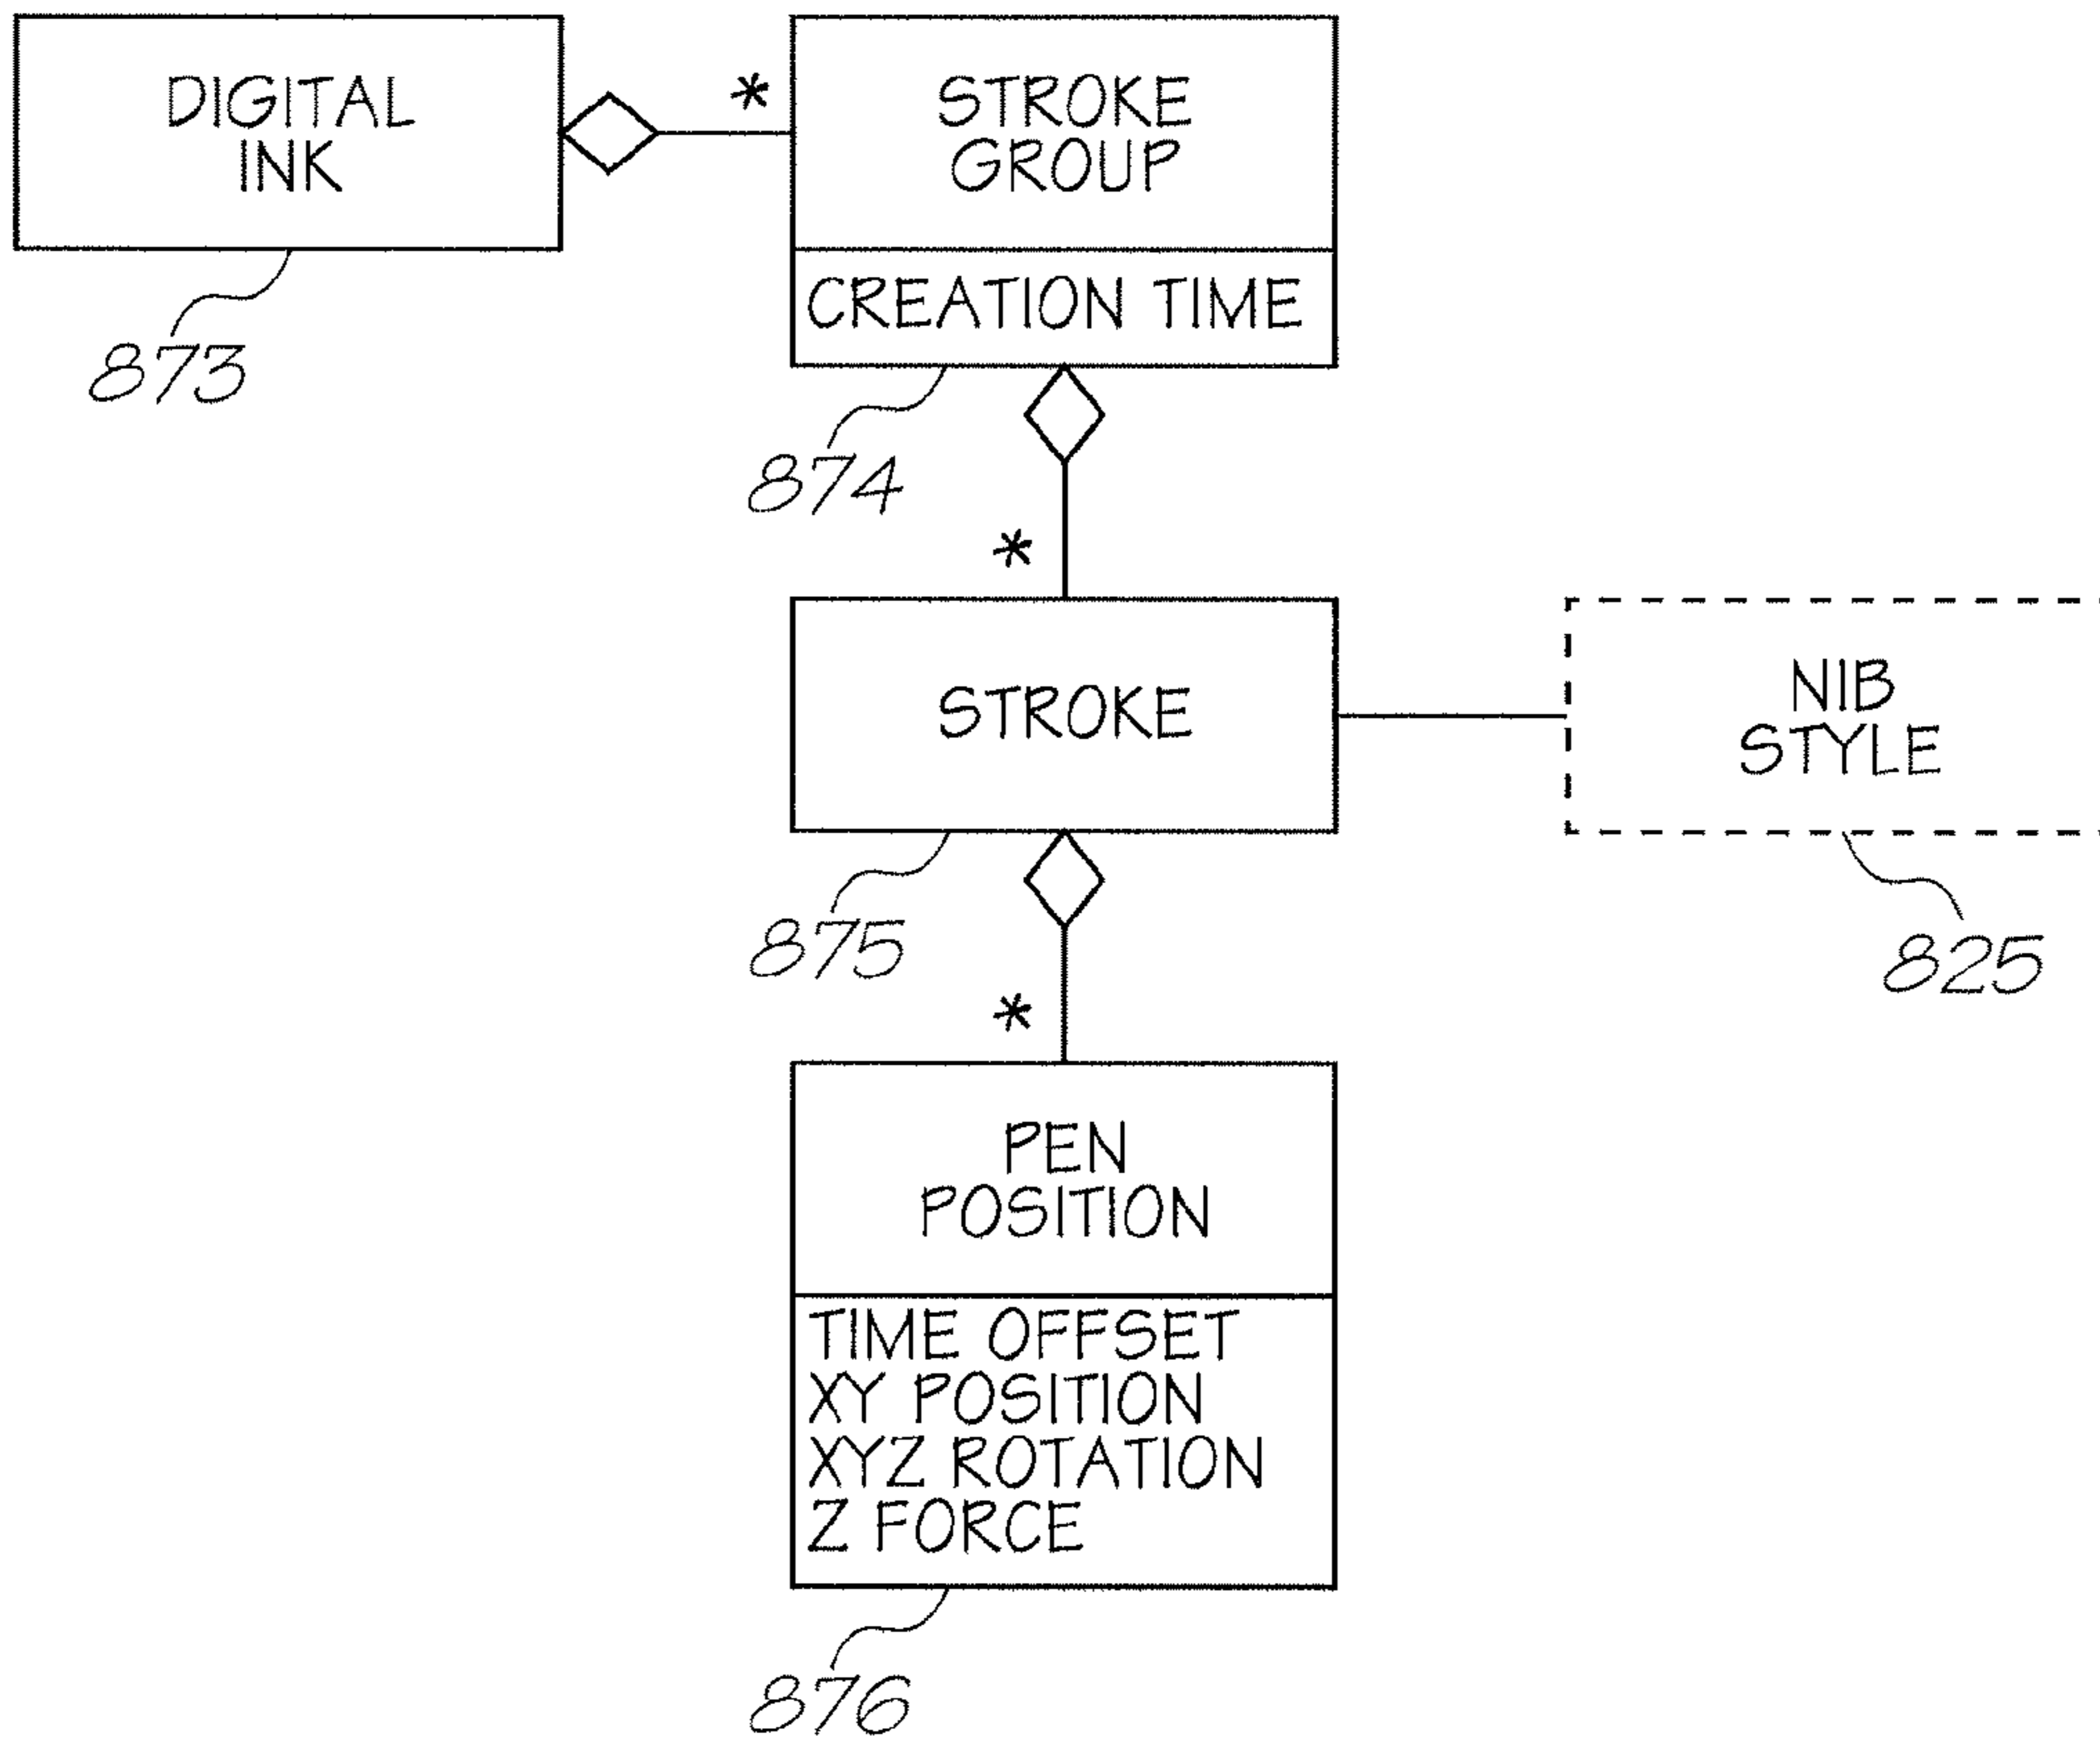 DIGITAL
INK
*
STROKE
GROUP
CREATION TIME
873
874
*
STROKE
NIB
STYLE
875
825
*
PEN
POSITION
TIME OFFSET
XY POSITION
XYZ ROTATION
Z FORCE
876